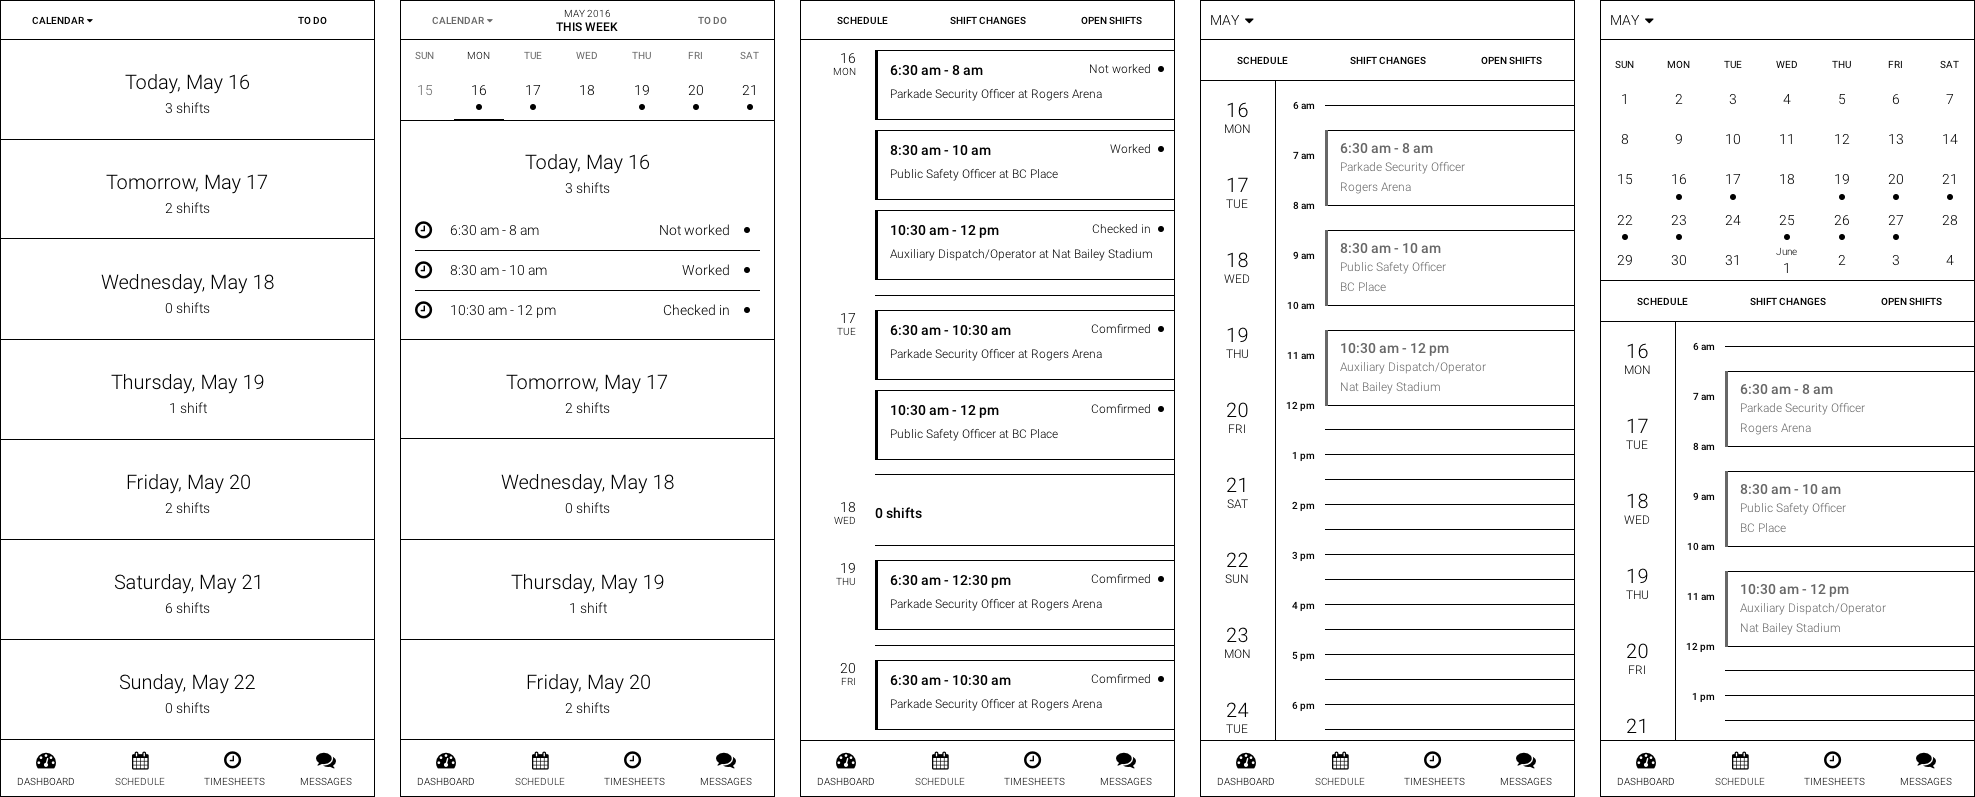 CALENDAR TO DO
Today, May 16
3 shifts
Tomorrow, May 17
2 shifts
Wednesday, May 18
0 shifts
Thursday, May 19
1 shift
Friday, May 20
2 shifts
Saturday, May 21
6 shifts
Sunday, May 22
0 shifts
DASHBOARD SCHEDULE TIMESHEETS MESSAGES
MAY 2016
CALENDAR THIS WEEK TO DO
SUN MON TUE WED THU FRI SAT
15 16 17 18 19 20 21
Today, May 16
3 shifts
6:30 am - 8 am Not worked
8:30 am - 10 am Worked
10:30 am - 12 pm Checked in
Tomorrow, May 17
2 shifts
Wednesday, May 18
0 shifts
Thursday, May 19
1 shift
Friday, May 20
2 shifts
DASHBOARD SCHEDULE TIMESHEETS MESSAGES
SCHEDULE SHIFT CHANGES OPEN SHIFTS
16
MON
6:30 am - 8 am Not worked
Parkade Security Officer at Rogers Arena
8:30 am - 10 am Worked
Public Safety Officer at BC Place
10:30 am - 12 pm Checked in
Auxiliary Dispatch/Operator at Nat Bailey Stadium
17
TUE
6:30 am - 10:30 am Comfirmed
Parkade Security Officer at Rogers Arena
10:30 am - 12 pm Comfirmed
Public Safety Officer at BC Place
18
WED
0 shifts
19
THU
6:30 am - 12:30 pm Comfirmed
Parkade Security Officer at Rogers Arena
20
FRI
6:30 am - 10:30 am Comfirmed
Parkade Security Officer at Rogers Arena
DASHBOARD SCHEDULE TIMESHEETS MESSAGES
MAY
SCHEDULE SHIFT CHANGES OPEN SHIFTS
16
MON
17
TUE
18
WED
19
THU
20
FRI
21
SAT
22
SUN
23
MON
24
TUE
6 am
7 am
8 am
9 am
10 am
11 am
12 pm
1 pm
2 pm
3 pm
4 pm
5 pm
6 pm
6:30 am - 8 am
Parkade Security Officer
Rogers Arena
8:30 am - 10 am
Public Safety Officer
BC Place
10:30 am - 12 pm
Auxiliary Dispatch/Operator
Nat Bailey Stadium
DASHBOARD SCHEDULE TIMESHEETS MESSAGES
MAY
SUN MON TUE WED THU FRI SAT
1 2 3 4 5 6 7
8 9 10 11 12 13 14
15 16 17 18 19 20 21
22 23 24 25 26 27 28
June
29 30 31 1 2 3 4
SCHEDULE SHIFT CHANGES OPEN SHIFTS
16
MON
17
TUE
18
WED
19
THU
20
FRI
21
6 am
7 am
8 am
9 am
10 am
11 am
12 pm
1 pm
6:30 am - 8 am
Parkade Security Officer
Rogers Arena
8:30 am - 10 am
Public Safety Officer
BC Place
10:30 am - 12 pm
Auxiliary Dispatch/Operator
Nat Bailey Stadium
DASHBOARD SCHEDULE TIMESHEETS MESSAGES